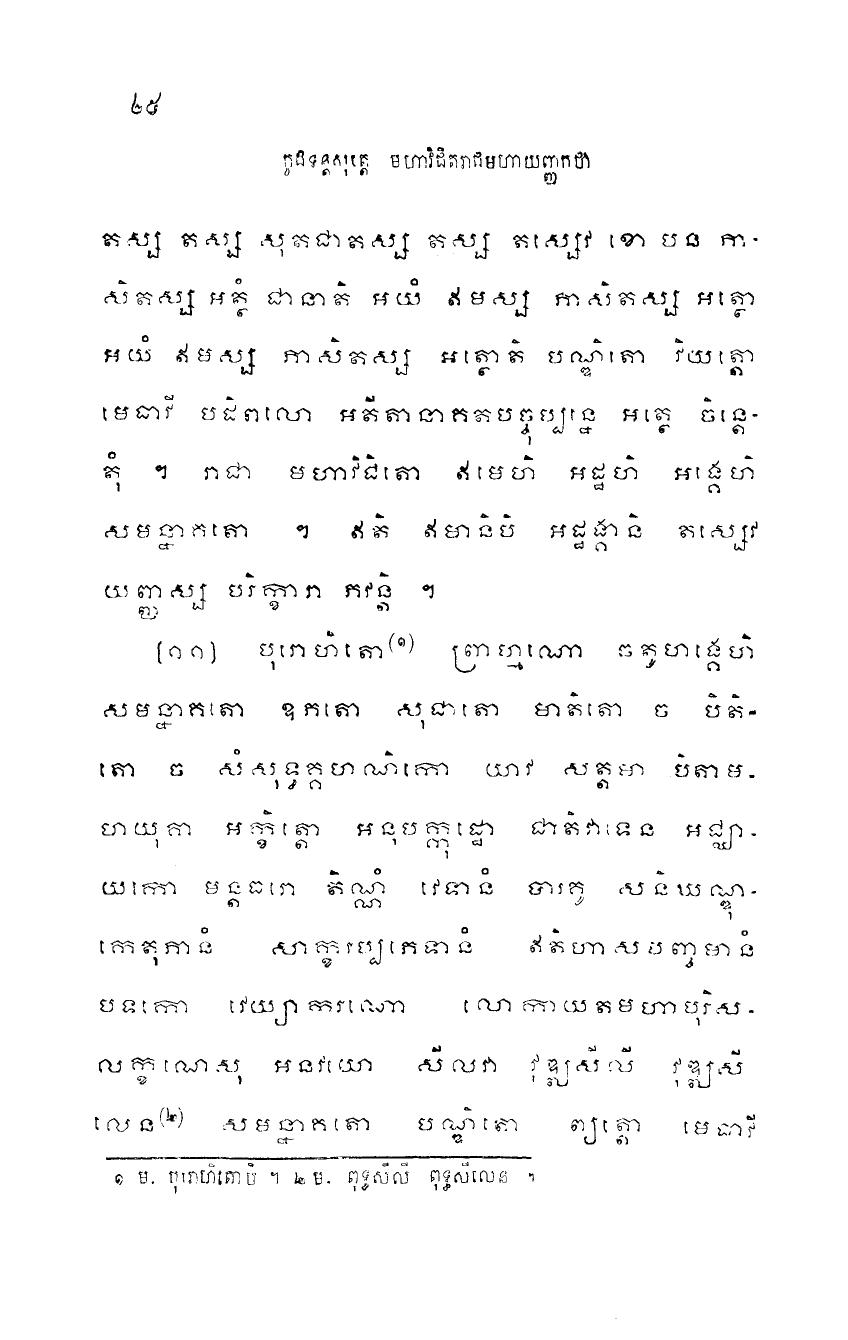 ២៥
កូដទន្តសុត្តេ មហាវិជិតរាជមហាយញ្ញកថា
តស្ស តស្ស សុតជាតស្ស តស្ស តស្សេវ ខោ បន ភា-
សិតស្ស អត្ថំ ជានាតិ អយំ ឥមស្ស ភាសិតស្ស អត្ថោ
អយំ ឥមស្ស ភាសិតស្ស អត្ថោតិ បណ្ឌិតោ វិយត្តោ
មេធាវី បដិពលោ អតីតានាគតបច្ចុប្បន្នេ អត្ថេ ចិន្តេ-
តុំ ។ រាជា មហាវិជិតោ ឥមេហិ អដ្ឋហិ អង្គេហិ
សមន្នាគតោ ។ ឥតិ ឥមានិបិ អដ្ឋង្គានិ តស្សេវ
យញ្ញស្ស បរិក្ខារា ភវន្តិ ។
[១១] បុរោហិតោ(១) ព្រាហ្មណោ ចតូហង្គេហិ
សមន្នាគតោ ឧភតោ សុជាតោ មាតិតោ ច បិតិ-
តោ ច សំសុទ្ធគ្គហណិកោ យាវ សត្តមា បិតាម-
ហយុគា អក្ខិត្តោ អនុបក្កុដ្ឋោ ជាតិវាទេន អជ្ឈា-
យកោ មន្តធរោ តិណ្ណំ វេទានំ បារគូ សនិឃណ្ឌុ-
កេតុភានំ សាក្ខរប្បភេទានំ ឥតិហាសបញ្ចមានំ
បទកោ វេយ្យាករណោ លោកាយតមហាបុរិស-
លក្ខណេសុ អនវយោ សីលវា វុឌ្ឍសីលី វុឌ្ឍសី
លេន(២) សមន្នាគតោ បណ្ឌិតោ ព្យត្តោ មេធាវី
១ ម. បុរោហិតោបិ ។ ២ ម. ពុទ្ធសីលី ពុទ្ធសីលេន ។